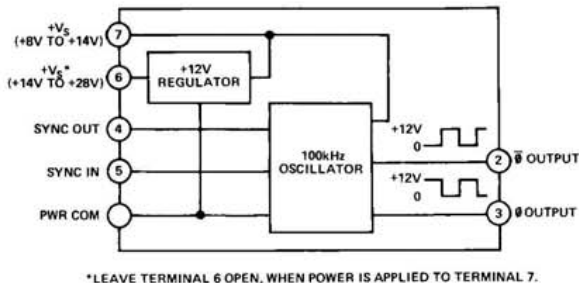 +VS
(+8V TO +14V)
7
+VS*
(+14V TO +28V)
6
+12V
REGULATOR
SYNC OUT
4
SYNC IN
5
PWR COM
100kHz
OSCILLATOR
+12V
0
2
φ̅ OUTPUT
+12V
0
3
φ OUTPUT
*LEAVE TERMINAL 6 OPEN, WHEN POWER IS APPLIED TO TERMINAL 7.